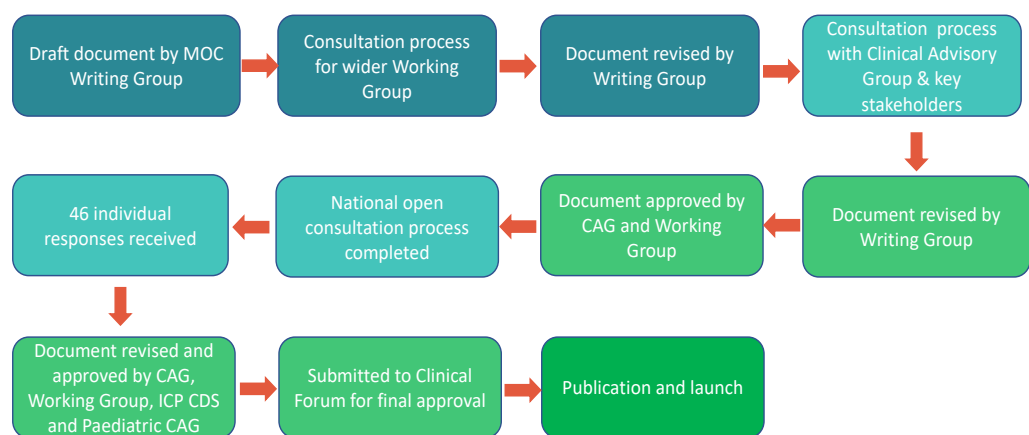 Draft document by MOC
Writing Group
Consultation process
for wider Working
Group
Document revised by
Writing Group
Consultation process
with Clinical Advisory
Group & key
stakeholders
Document revised by
Writing Group
Document approved by
CAG and Working
Group
National open
consultation process
completed
46 individual
responses received
Document revised and
approved by CAG,
Working Group, ICP CDS
and Paediatric CAG
Submitted to Clinical
Forum for final approval
Publication and launch